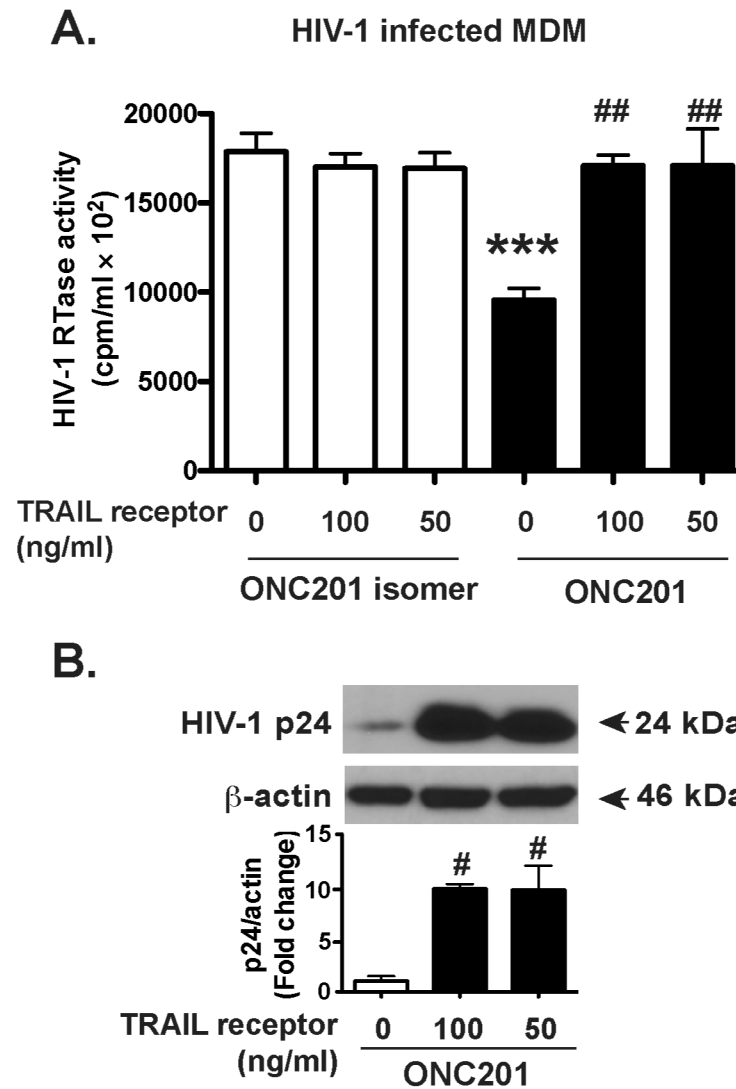 A.
HIV-1 infected MDM
HIV-1 RTase activity
(cpm/ml × 10²)
20000
15000
10000
5000
0
***
##
##
TRAIL receptor
(ng/ml)
0 100 50 0 100 50
ONC201 isomer ONC201
B.
HIV-1 p24
24 kDa
β-actin
46 kDa
p24/actin
(Fold change)
15
10
5
0
#
#
TRAIL receptor
(ng/ml)
0 100 50
ONC201